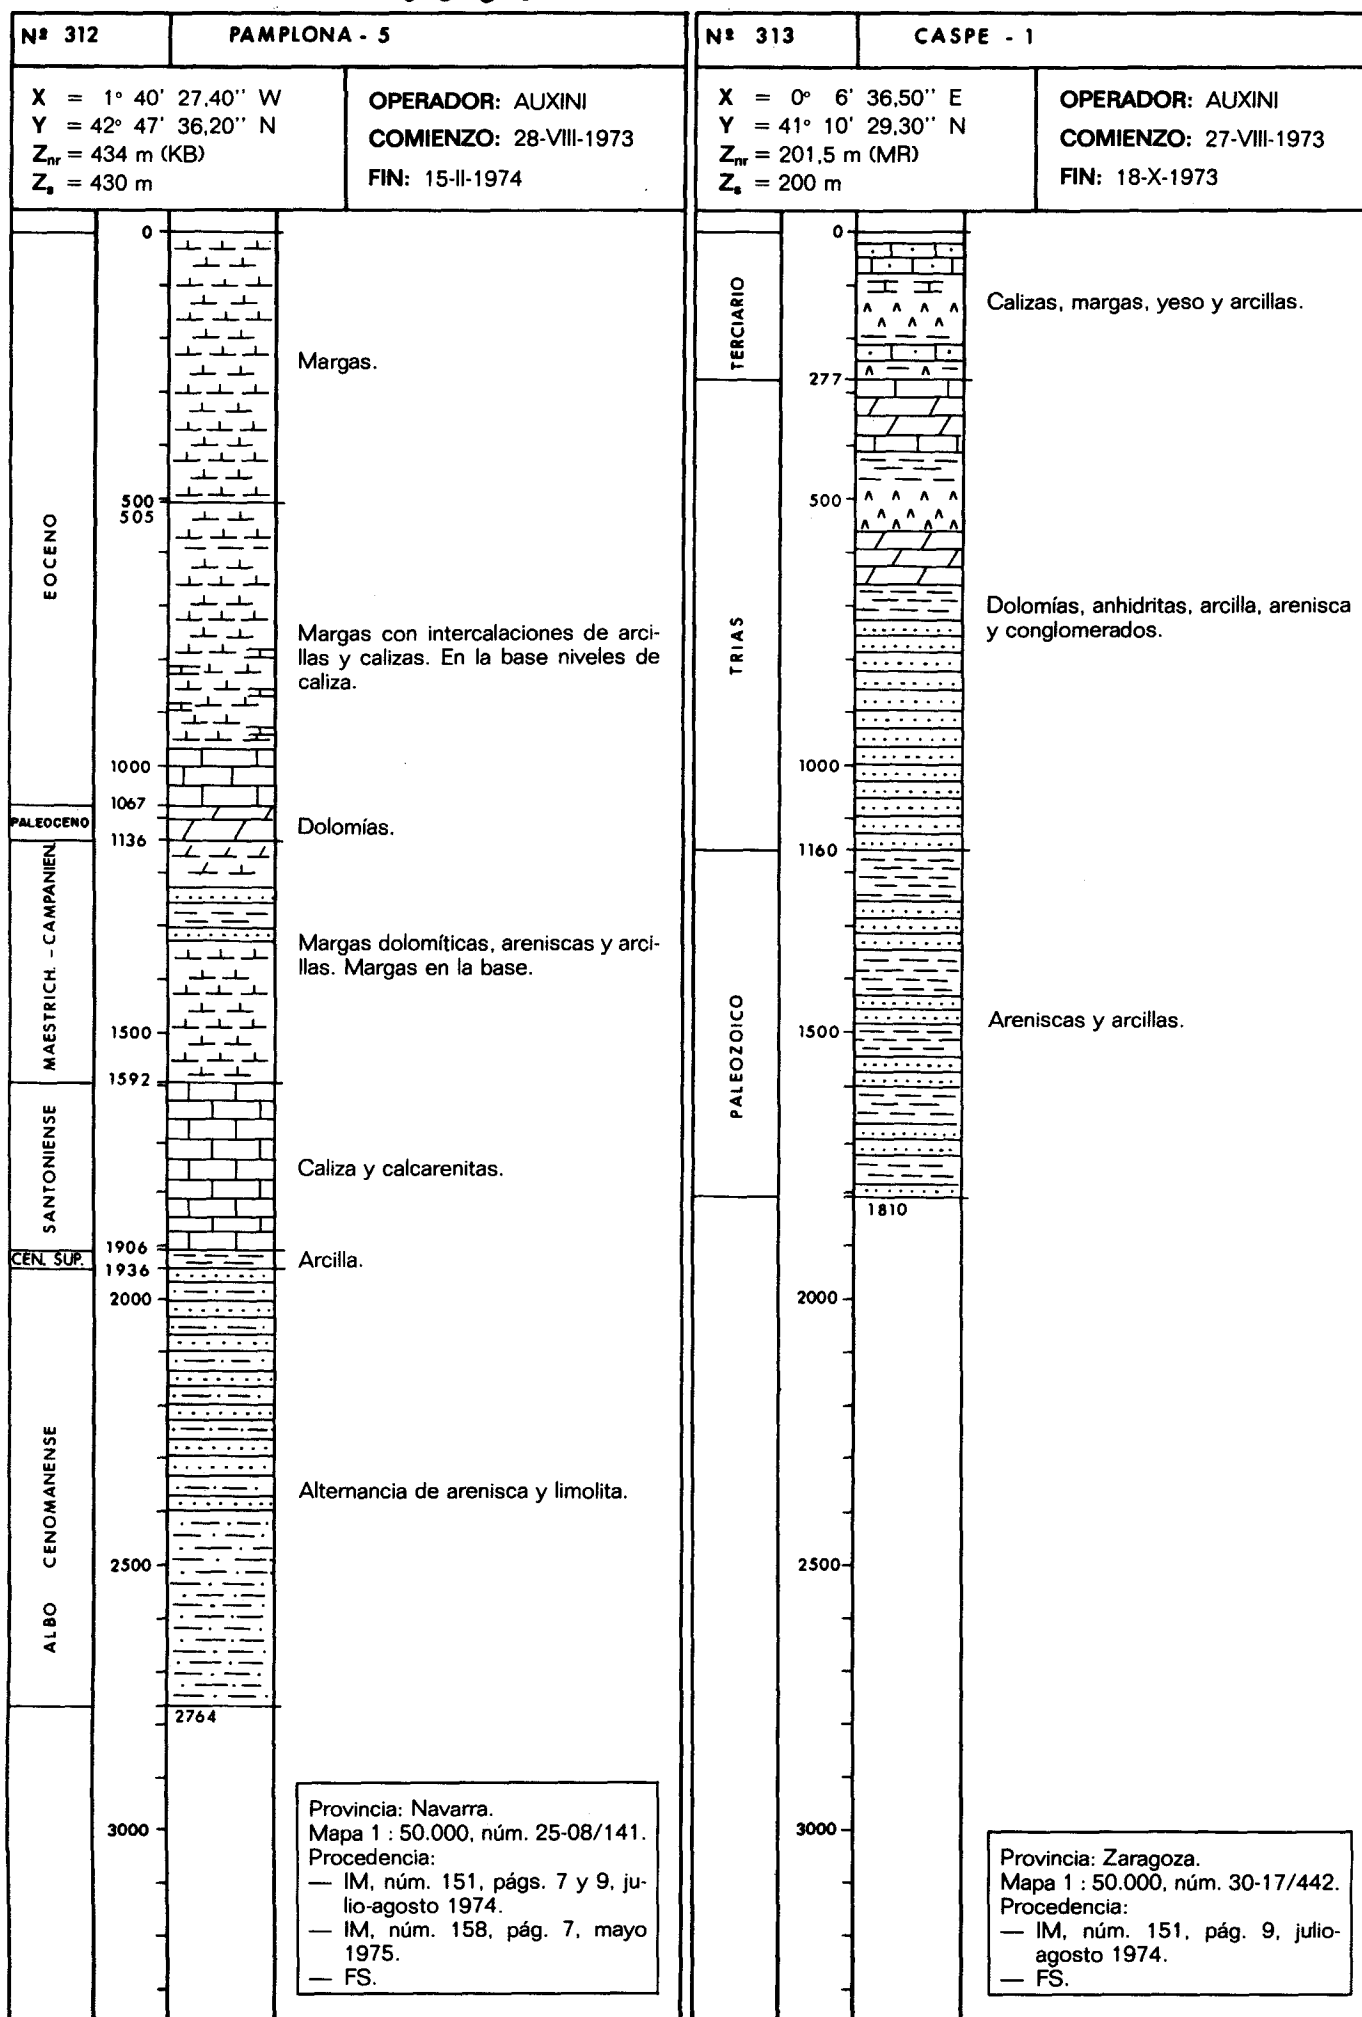 Nº 312
PAMPLONA - 5
X = 1° 40' 27,40'' W
Y = 42° 47' 36,20'' N
Znr = 434 m (KB)
Zs = 430 m
OPERADOR: AUXINI
COMIENZO: 28-VIII-1973
FIN: 15-II-1974
EOCENO
PALEOCENO
MAESTRICH. - CAMPANIEN.
SANTONIENSE
CEN. SUP.
ALBO CENOMANENSE
0
500
505
1000
1067
1136
1500
1592
1906
1936
2000
2500
2764
3000
Margas.
Margas con intercalaciones de arci-
llas y calizas. En la base niveles de
caliza.
Dolomías.
Margas dolomíticas, areniscas y arci-
llas. Margas en la base.
Caliza y calcarenitas.
Arcilla.
Alternancia de arenisca y limolita.
Provincia: Navarra.
Mapa 1 : 50.000, núm. 25-08/141.
Procedencia:
— IM, núm. 151, págs. 7 y 9, ju-
lio-agosto 1974.
— IM, núm. 158, pág. 7, mayo
1975.
— FS.
Nº 313
CASPE - 1
X = 0° 6' 36,50'' E
Y = 41° 10' 29,30'' N
Znr = 201,5 m (MR)
Zs = 200 m
OPERADOR: AUXINI
COMIENZO: 27-VIII-1973
FIN: 18-X-1973
TERCIARIO
TRIAS
PALEOZOICO
0
277
500
1000
1160
1500
1810
2000
2500
3000
Calizas, margas, yeso y arcillas.
Dolomías, anhidritas, arcilla, arenisca
y conglomerados.
Areniscas y arcillas.
Provincia: Zaragoza.
Mapa 1 : 50.000, núm. 30-17/442.
Procedencia:
— IM, núm. 151, pág. 9, julio-
agosto 1974.
— FS.